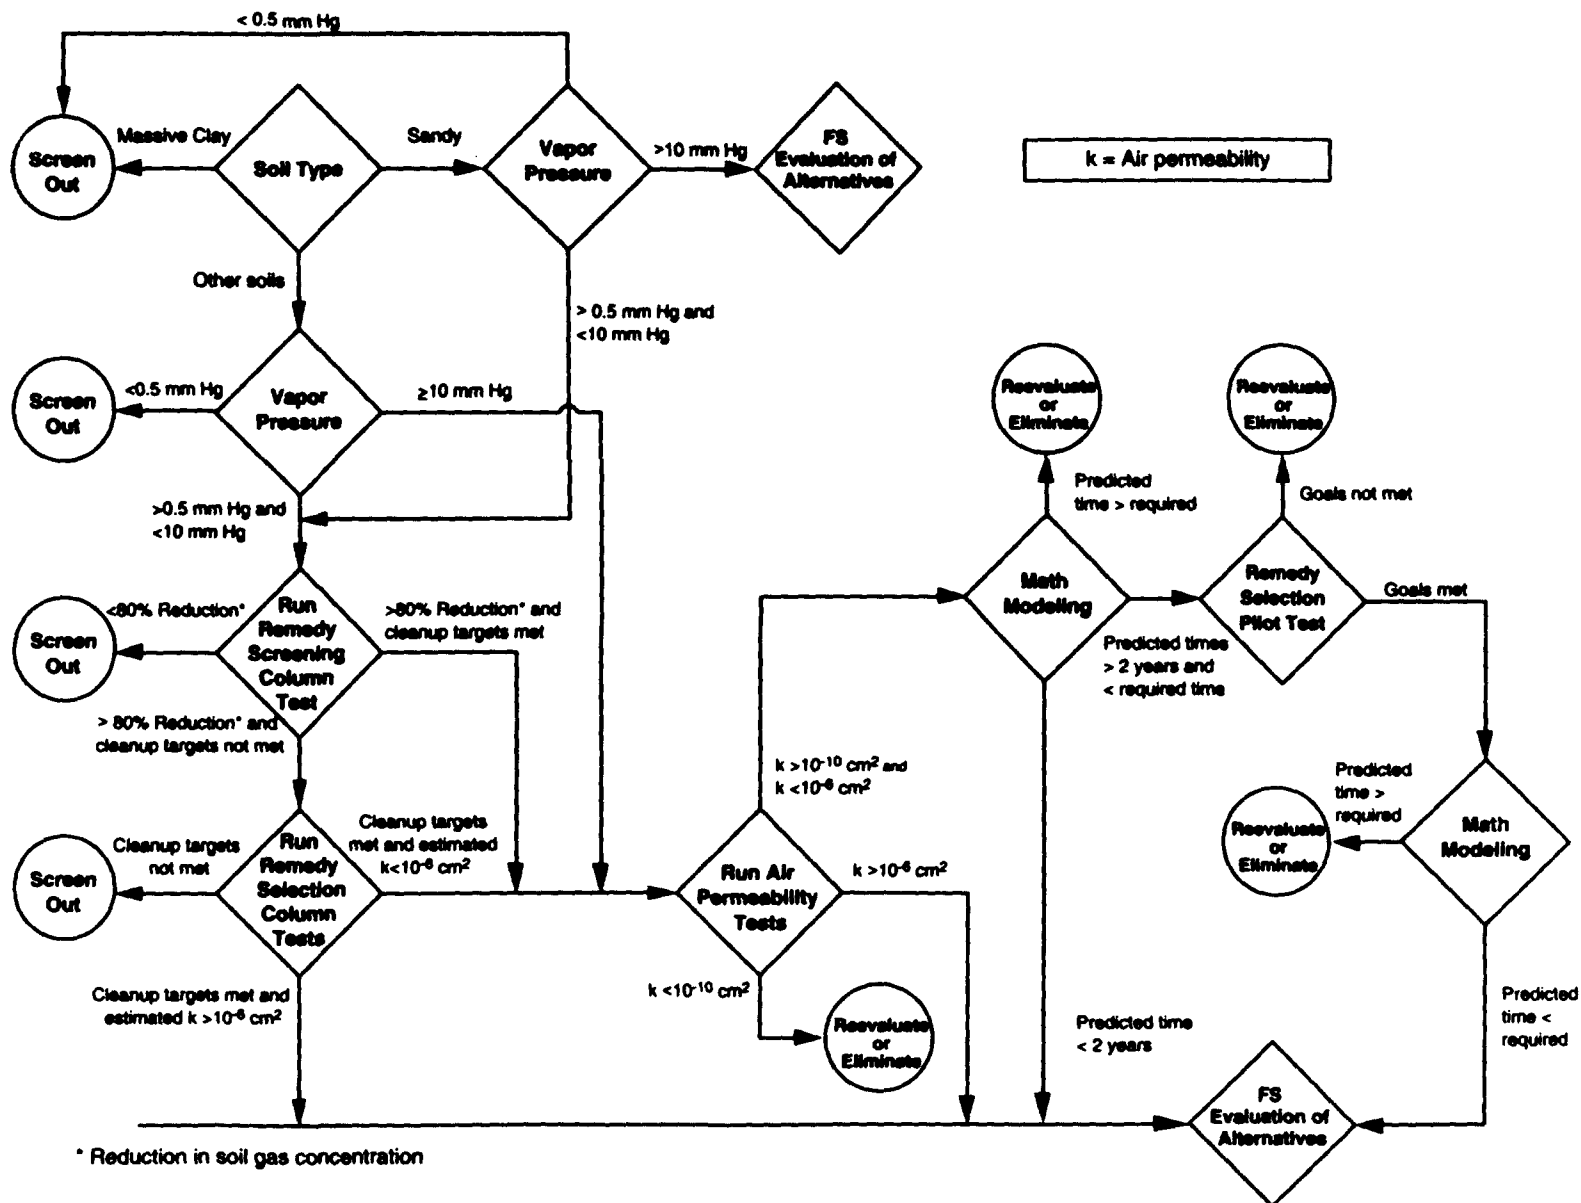 < 0.5 mm Hg
Massive Clay
Screen
Out
Soil Type
Sandy
Vapor
Pressure
>10 mm Hg
FS
Evaluation of
Alternatives
k = Air permeability
Other soils
> 0.5 mm Hg and
<10 mm Hg
Screen
Out
<0.5 mm Hg
Vapor
Pressure
≥10 mm Hg
>0.5 mm Hg and
<10 mm Hg
Reevaluate
or
Eliminate
Reevaluate
or
Eliminate
Predicted
time > required
Goals not met
Screen
Out
<80% Reduction*
Run
Remedy
Screening
Column
Test
>80% Reduction* and
cleanup targets met
Math
Modeling
Remedy
Selection
Pilot Test
Goals met
Predicted times
> 2 years and
< required time
> 80% Reduction* and
cleanup targets not met
k >10⁻¹⁰ cm² and
k <10⁻⁶ cm²
Predicted
time >
required
Reevaluate
or
Eliminate
Math
Modeling
Screen
Out
Cleanup targets
not met
Run
Remedy
Selection
Column
Tests
Cleanup targets
met and estimated
k<10⁻⁶ cm²
Run Air
Permeability
Tests
k >10⁻⁶ cm²
Cleanup targets met and
estimated k >10⁻⁶ cm²
k <10⁻¹⁰ cm²
Reevaluate
or
Eliminate
Predicted time
< 2 years
Predicted
time <
required
FS
Evaluation of
Alternatives
* Reduction in soil gas concentration